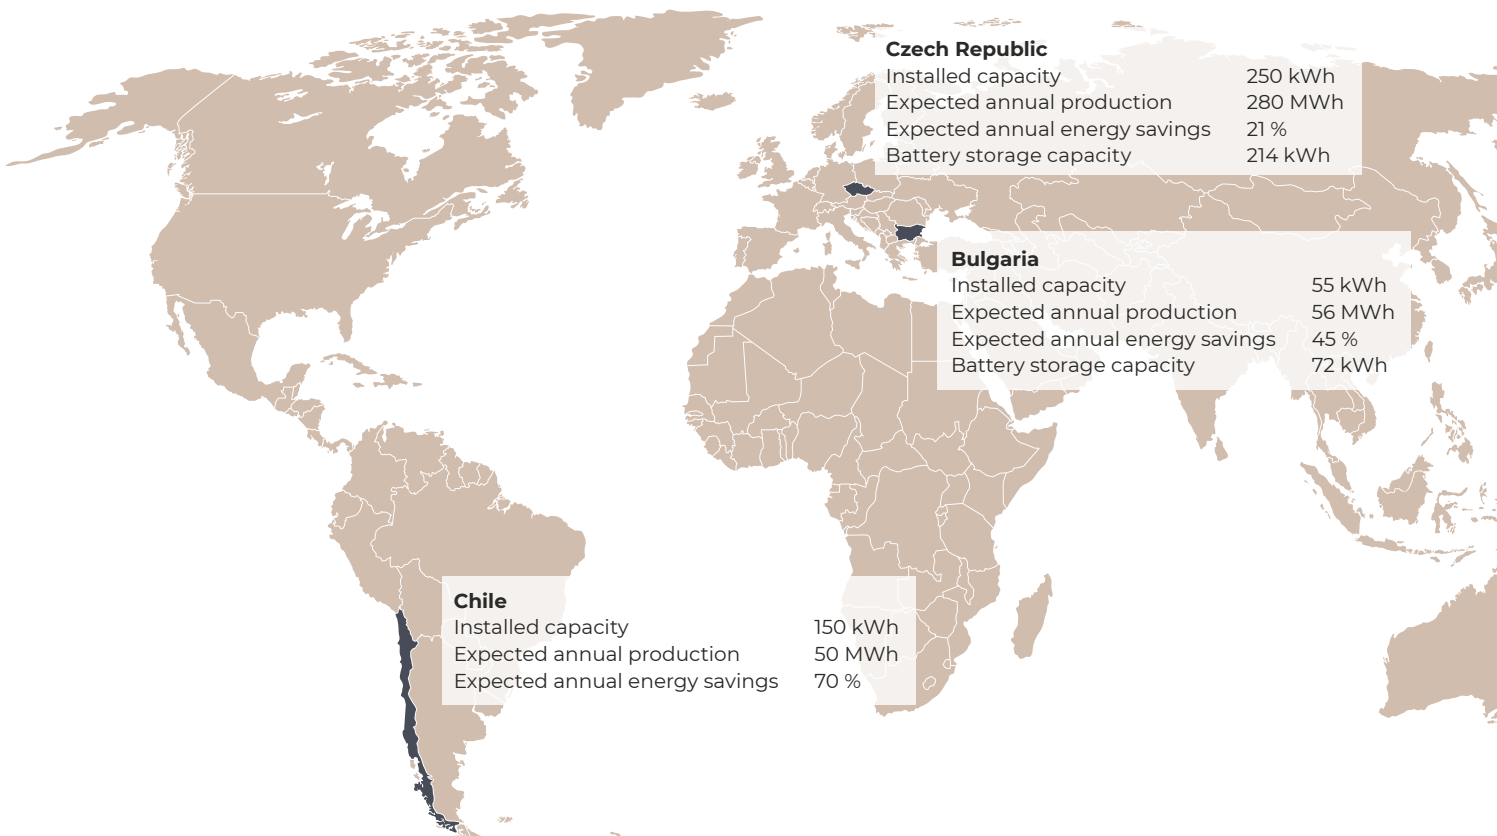 Czech Republic
Installed capacity 250 kWh
Expected annual production 280 MWh
Expected annual energy savings 21 %
Battery storage capacity 214 kWh
Bulgaria
Installed capacity 55 kWh
Expected annual production 56 MWh
Expected annual energy savings 45 %
Battery storage capacity 72 kWh
Chile
Installed capacity 150 kWh
Expected annual production 50 MWh
Expected annual energy savings 70 %